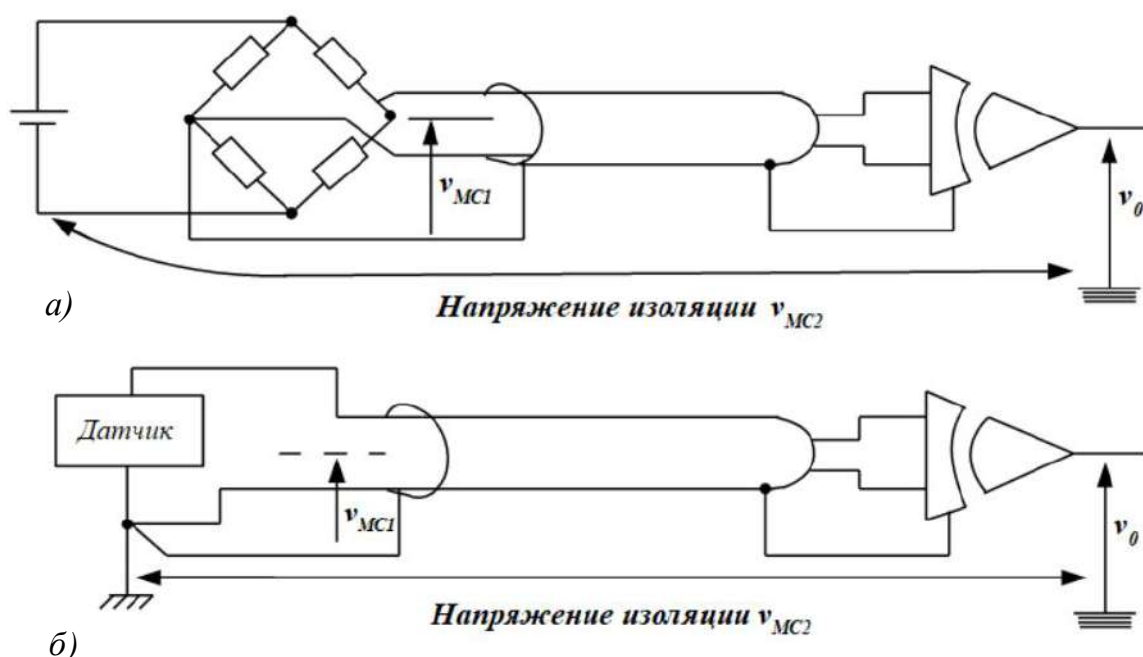 v_MC1
v_0
а)
Напряжение изоляции v_MC2
Датчик
v_MC1
v_0
Напряжение изоляции v_MC2
б)